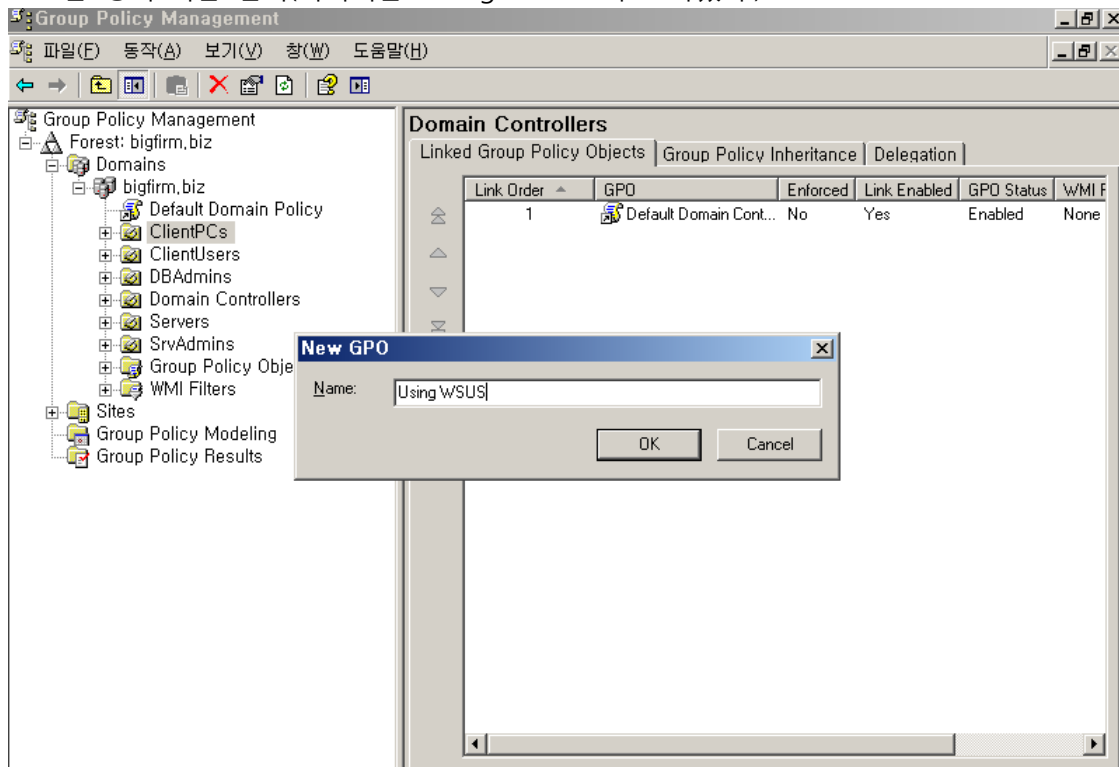 Group Policy Management
파일(F) 동작(A) 보기(V) 창(W) 도움말(H)
Group Policy Management
Forest: bigfirm,biz
Domains
bigfirm,biz
Default Domain Policy
ClientPCs
ClientUsers
DBAdmins
Domain Controllers
Servers
SrvAdmins
Group Policy Obje
WMI Filters
Sites
Group Policy Modeling
Group Policy Results
Domain Controllers
Linked Group Policy Objects Group Policy Inheritance Delegation
Link Order GPO Enforced Link Enabled GPO Status WMI F
1 Default Domain Cont... No Yes Enabled None
New GPO
Name: Using WSUS
OK Cancel